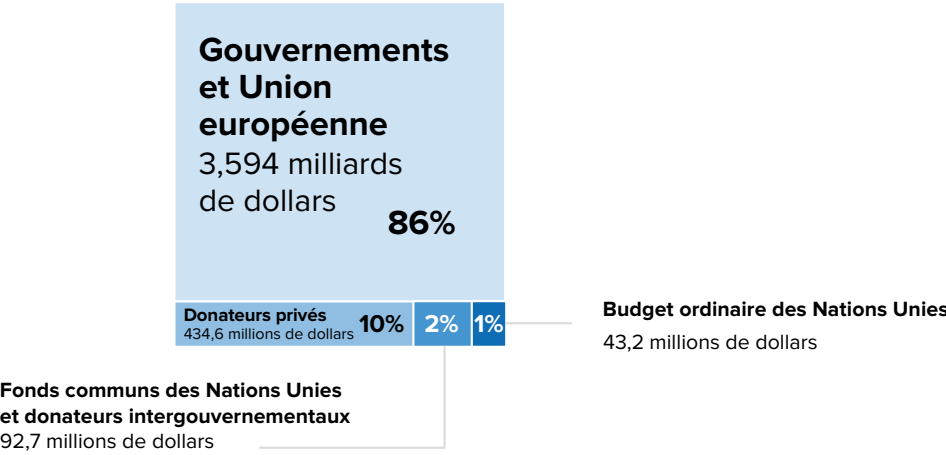 Gouvernements
et Union
européenne
3,594 milliards
de dollars
86%
Donateurs privés
434,6 millions de dollars
10%
2%
1%
Budget ordinaire des Nations Unies
43,2 millions de dollars
Fonds communs des Nations Unies
et donateurs intergouvernementaux
92,7 millions de dollars